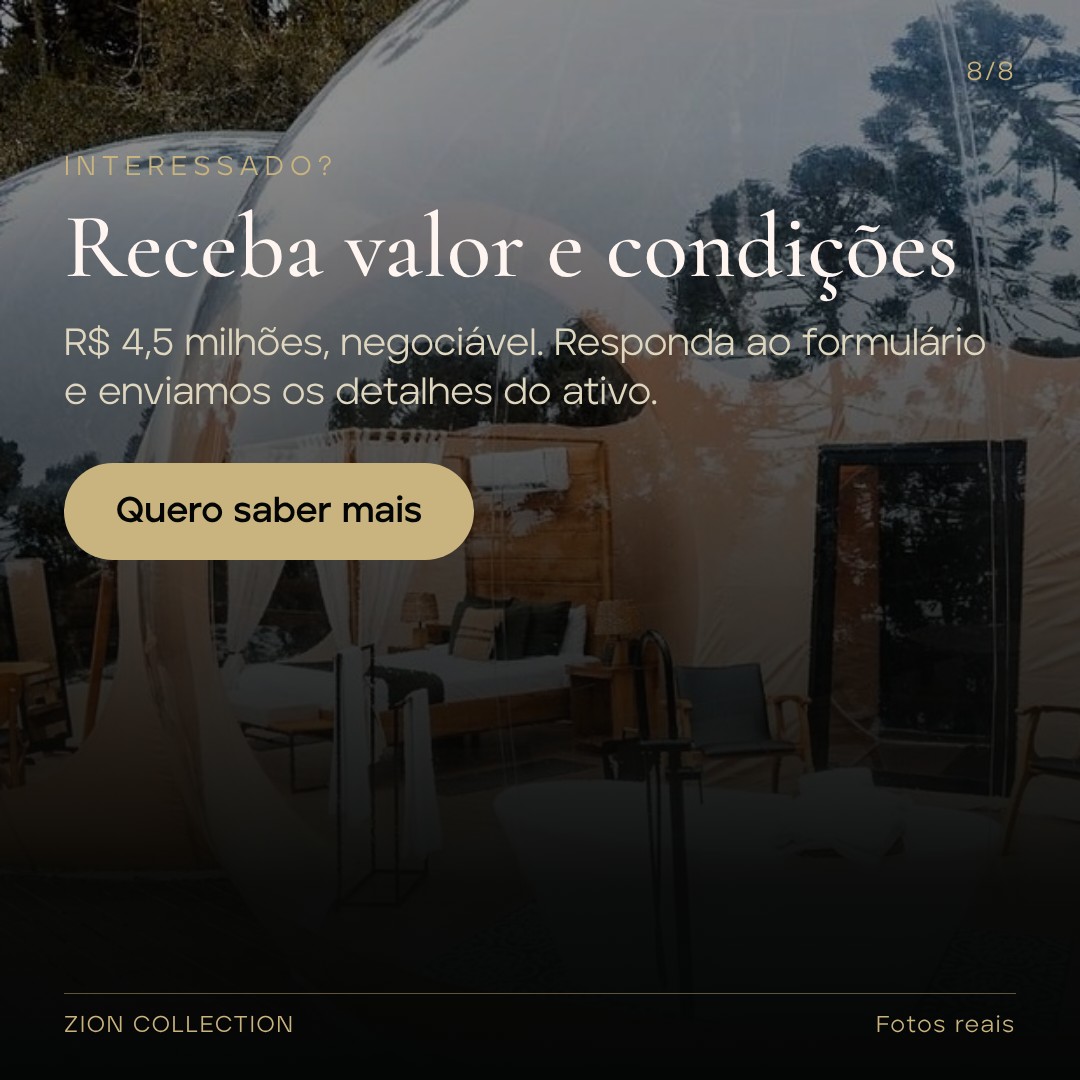 8/8
INTERESSADO?
Receba valor e condições
R$ 4,5 milhões, negociável. Responda ao formulário
e enviamos os detalhes do ativo.
Quero saber mais
ZION COLLECTION
Fotos reais